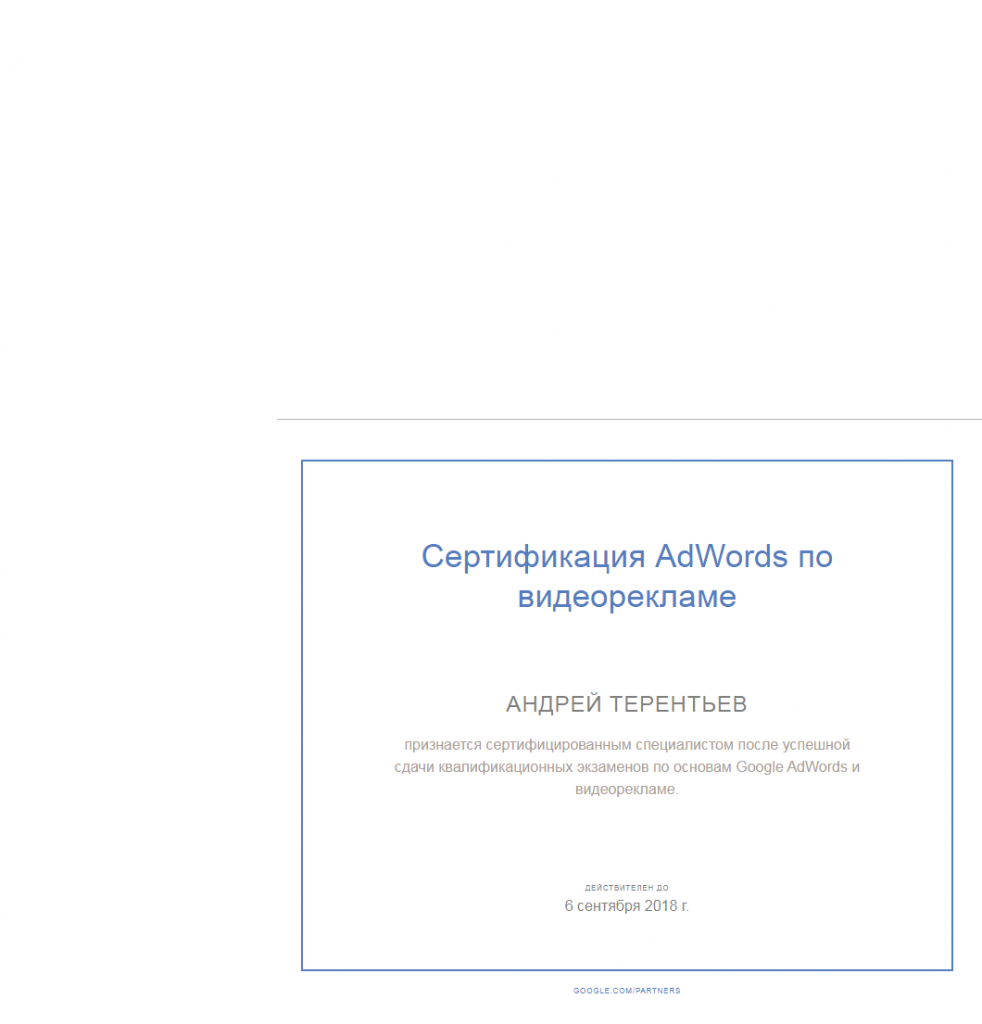 Сертификация AdWords по
видеорекламе
АНДРЕЙ ТЕРЕНТЬЕВ
признается сертифицированным специалистом после успешной
сдачи квалификационных экзаменов по основам Google AdWords и
видеорекламе.
ДЕЙСТВИТЕЛЕН ДО
6 сентября 2018 г.
GOOGLE.COM/PARTNERS